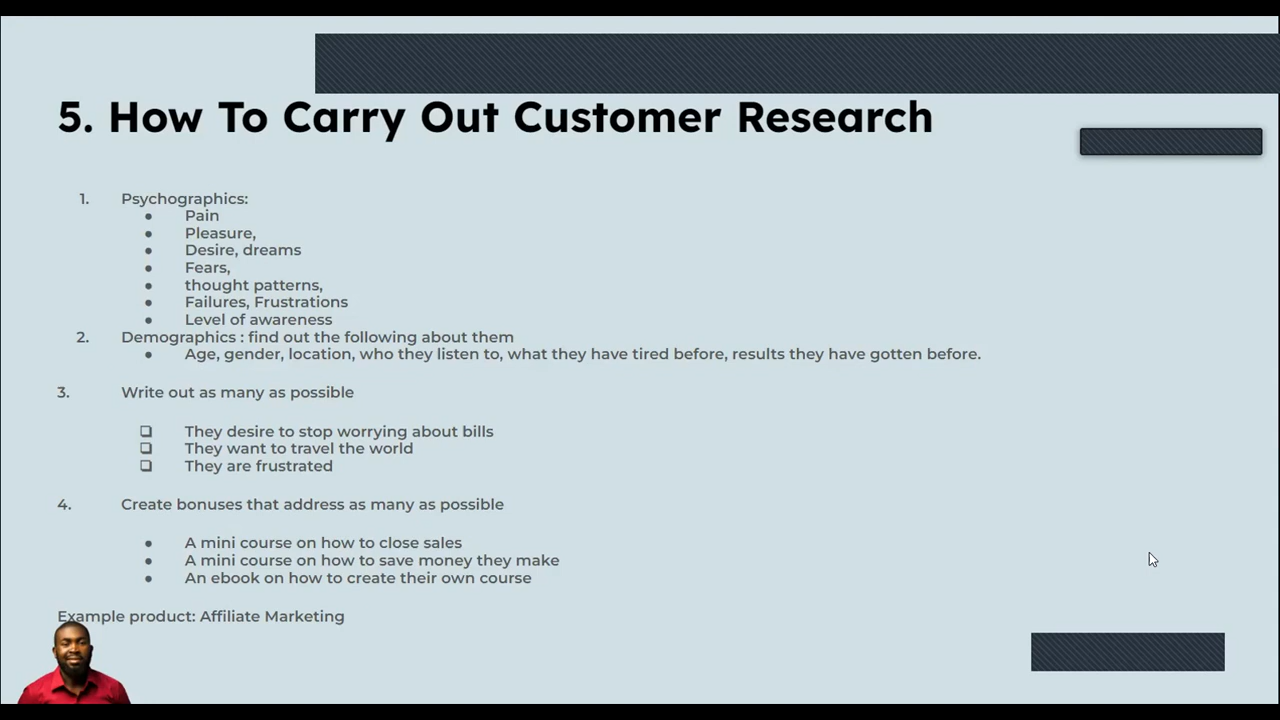 5. How To Carry Out Customer Research
1. Psychographics:
● Pain
● Pleasure,
● Desire, dreams
● Fears,
● thought patterns,
● Failures, Frustrations
● Level of awareness
2. Demographics : find out the following about them
● Age, gender, location, who they listen to, what they have tired before, results they have gotten before.
3. Write out as many as possible
❏ They desire to stop worrying about bills
❏ They want to travel the world
❏ They are frustrated
4. Create bonuses that address as many as possible
● A mini course on how to close sales
● A mini course on how to save money they make
● An ebook on how to create their own course
Example product: Affiliate Marketing